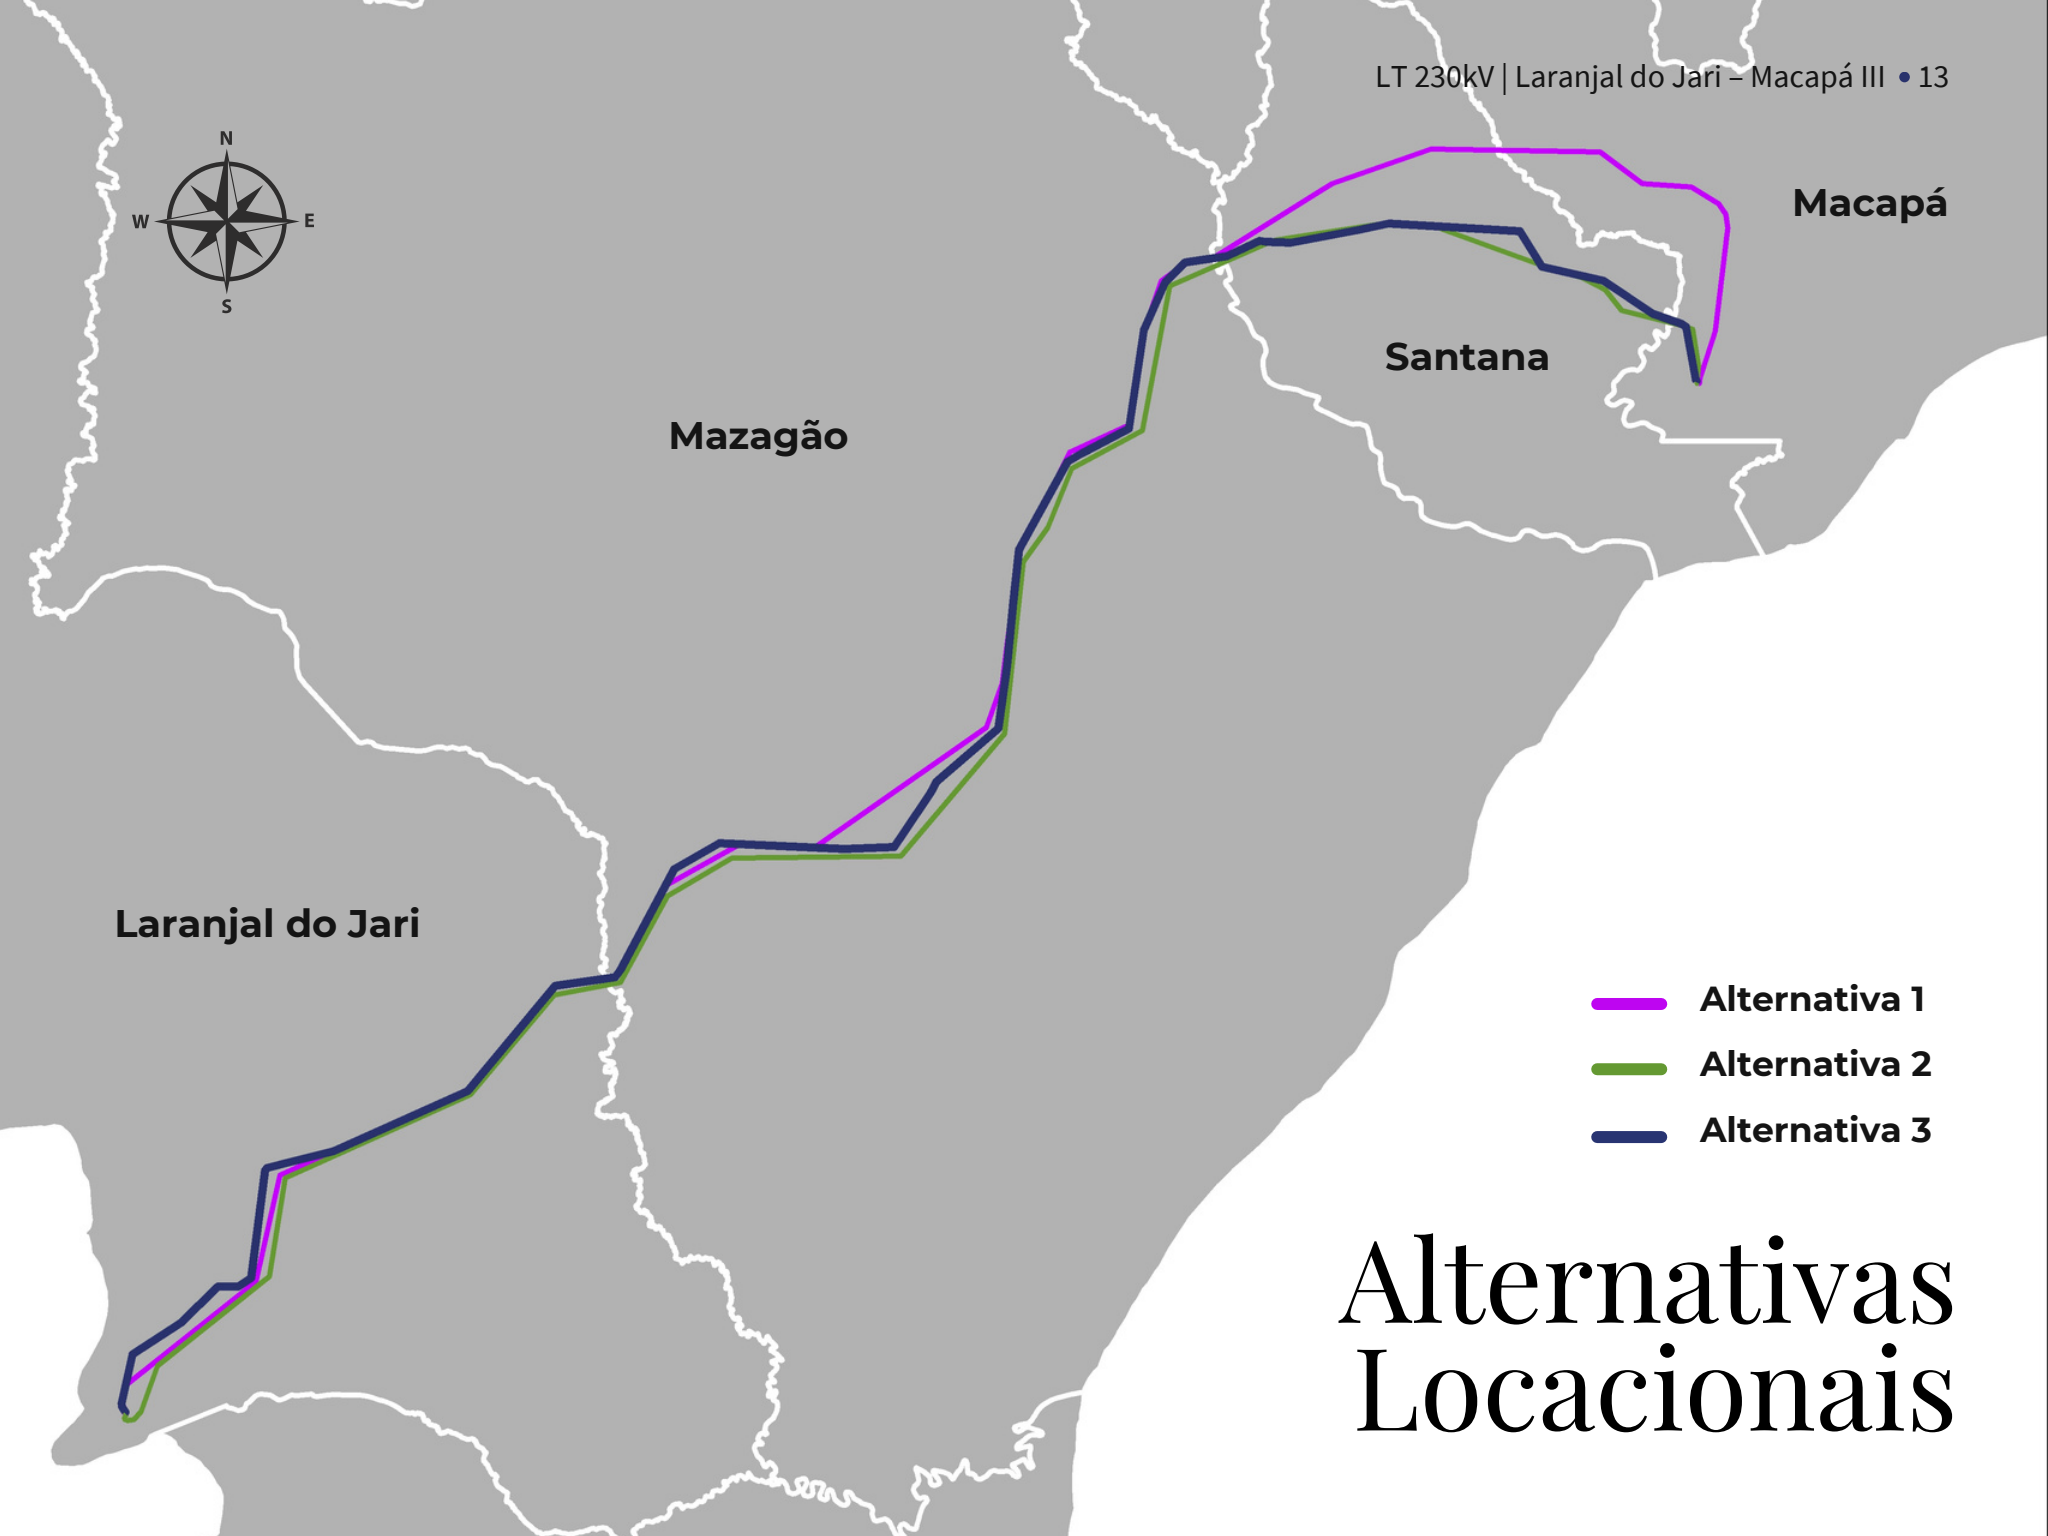 LT 230kV | Laranjal do Jari – Macapá III • 13
N
W E
S
Macapá
Santana
Mazagão
Laranjal do Jari
Alternativa 1
Alternativa 2
Alternativa 3
Alternativas
Locacionais